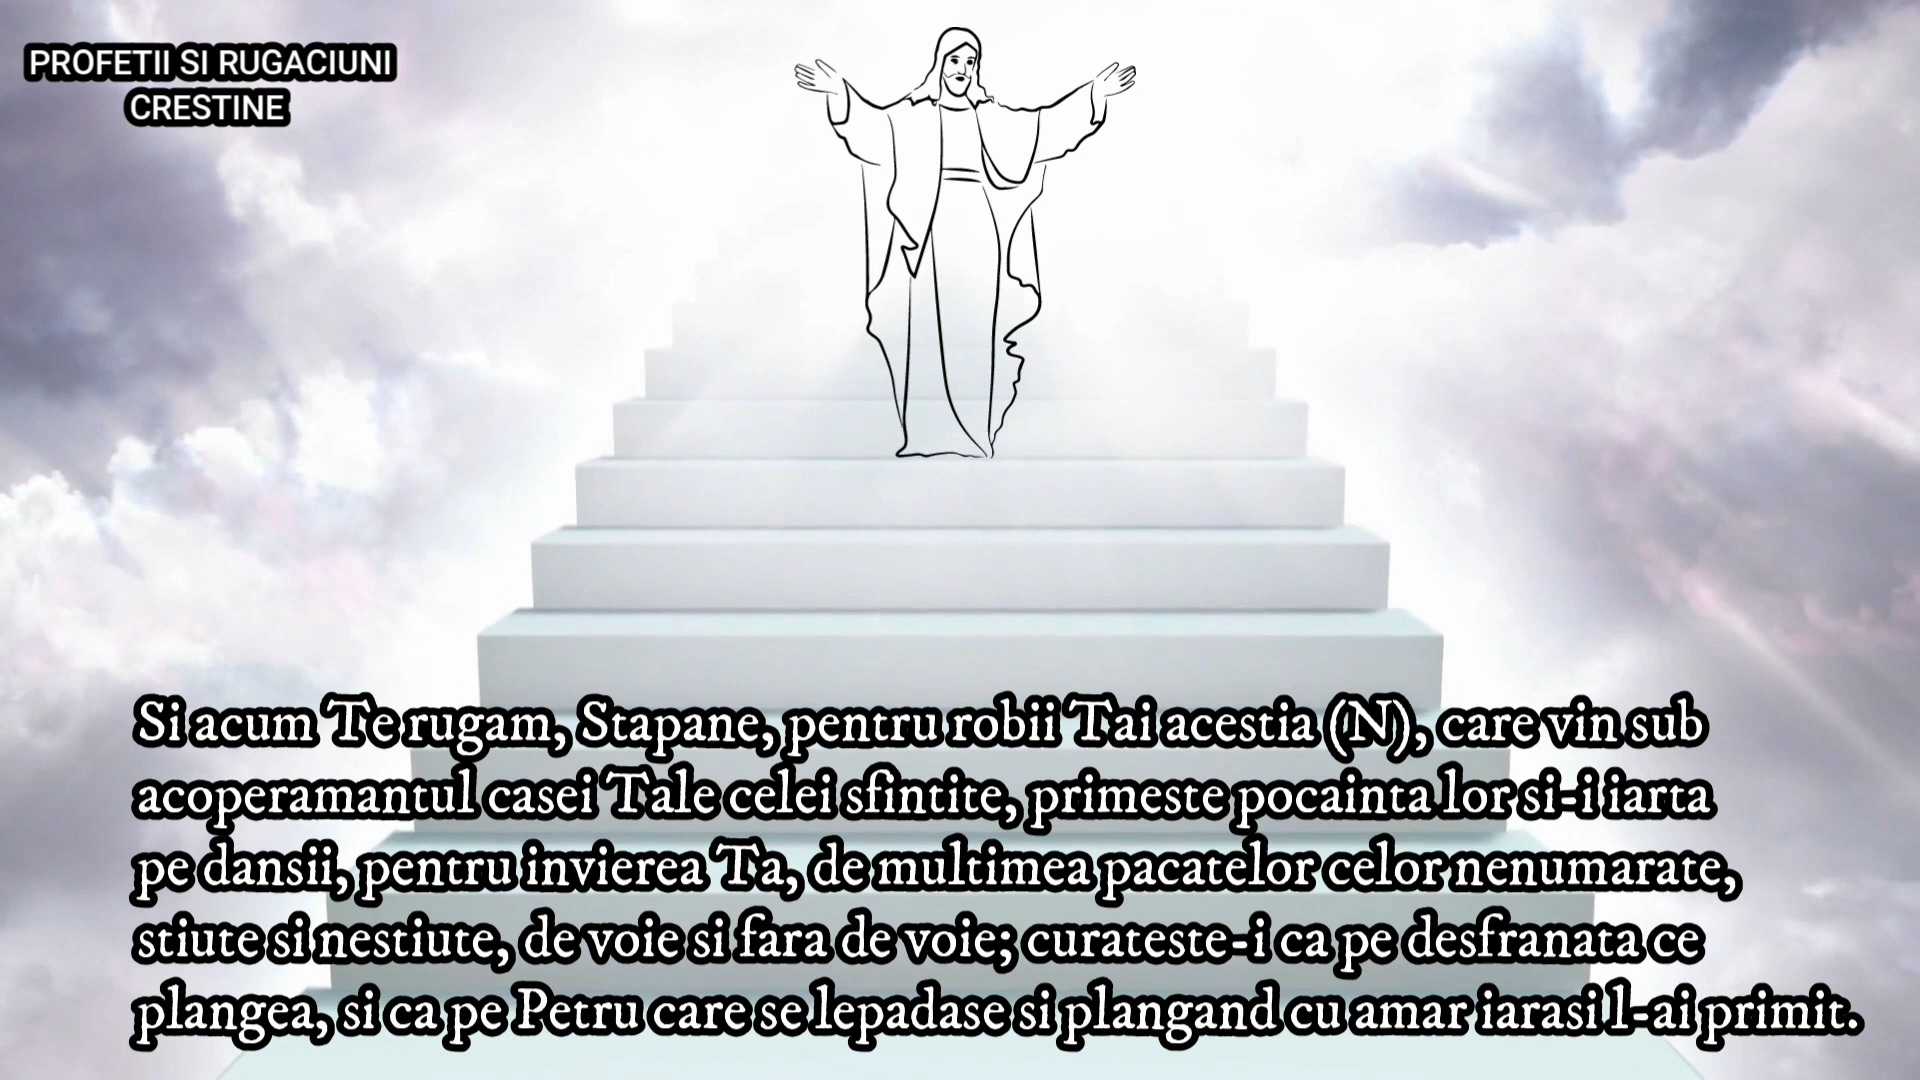 PROFETII SI RUGACIUNI
CRESTINE
Si acum Te rugam, Stapane, pentru robii Tai acestia (N), care vin sub
acoperamantul casei Tale celei sfintite, primeste pocainta lor si-i iarta
pe dansii, pentru invierea Ta, de multimea pacatelor celor nenumarate,
stiute si nestiute, de voie si fara de voie; curateste-i ca pe desfranata ce
plangea, si ca pe Petru care se lepadase si plangand cu amar iarasi l-ai primit.